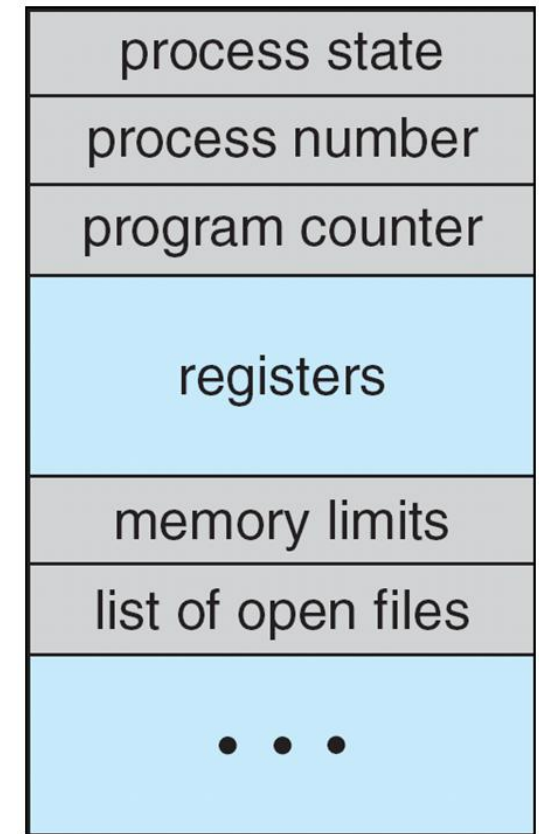 process state
process number
program counter
registers
memory limits
list of open files
• • •